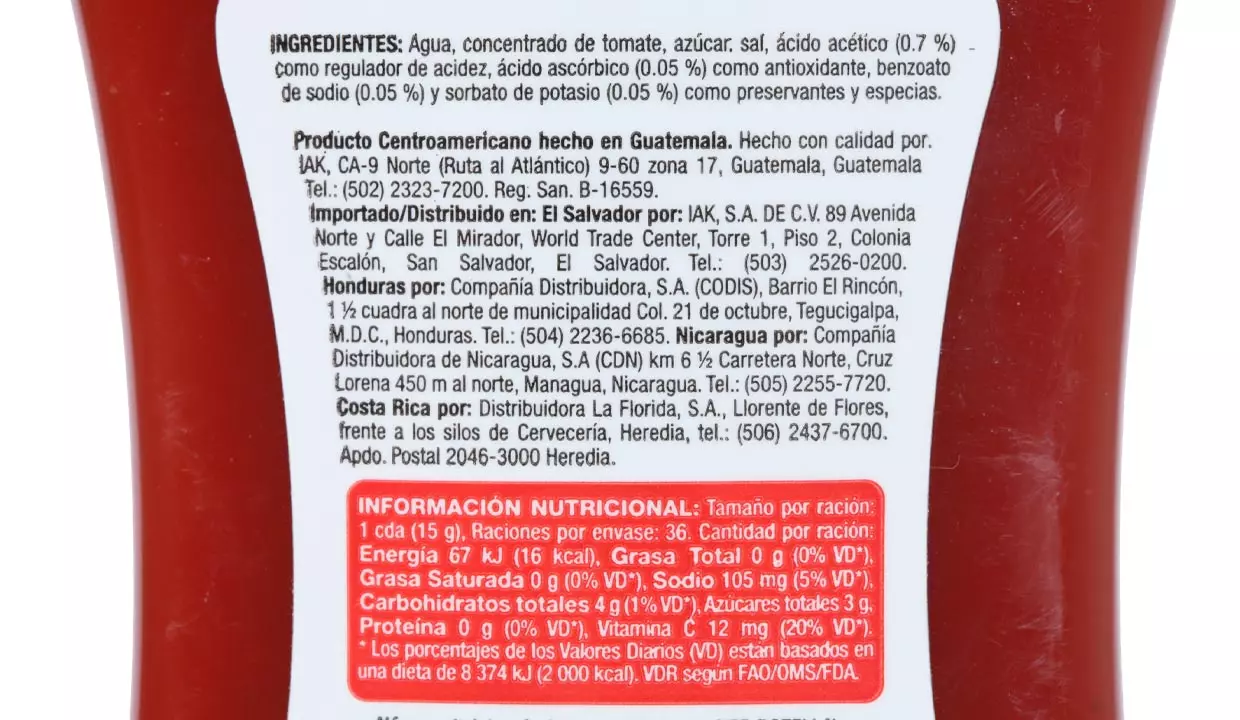 INGREDIENTES: Agua, concentrado de tomate, azúcar, sal, ácido acético (0.7 %)
como regulador de acidez, ácido ascórbico (0.05 %) como antioxidante, benzoato
de sodio (0.05 %) y sorbato de potasio (0.05 %) como preservantes y especias.
Producto Centroamericano hecho en Guatemala. Hecho con calidad por:
IAK, CA-9 Norte (Ruta al Atlántico) 9-60 zona 17, Guatemala, Guatemala
Tel.: (502) 2323-7200. Reg. San. B-16559.
Importado/Distribuido en: El Salvador por: IAK, S.A. DE C.V. 89 Avenida
Norte y Calle El Mirador, World Trade Center, Torre 1, Piso 2, Colonia
Escalón, San Salvador, El Salvador. Tel.: (503) 2526-0200.
Honduras por: Compañía Distribuidora, S.A. (CODIS), Barrio El Rincón,
1 ½ cuadra al norte de municipalidad Col. 21 de octubre, Tegucigalpa,
M.D.C., Honduras. Tel.: (504) 2236-6685. Nicaragua por: Compañía
Distribuidora de Nicaragua, S.A (CDN) km 6 ½ Carretera Norte, Cruz
Lorena 450 m al norte, Managua, Nicaragua. Tel.: (505) 2255-7720.
Costa Rica por: Distribuidora La Florida, S.A., Llorente de Flores,
frente a los silos de Cervecería, Heredia, tel.: (506) 2437-6700.
Apdo. Postal 2046-3000 Heredia.
INFORMACIÓN NUTRICIONAL: Tamaño por ración:
1 cda (15 g), Raciones por envase: 36. Cantidad por ración:
Energía 67 kJ (16 kcal), Grasa Total 0 g (0% VD*),
Grasa Saturada 0 g (0% VD*), Sodio 105 mg (5% VD*),
Carbohidratos totales 4 g (1% VD*), Azúcares totales 3 g,
Proteína 0 g (0% VD*), Vitamina C 12 mg (20% VD*).
* Los porcentajes de los Valores Diarios (VD) están basados en
una dieta de 8 374 kJ (2 000 kcal). VDR según FAO/OMS/FDA.